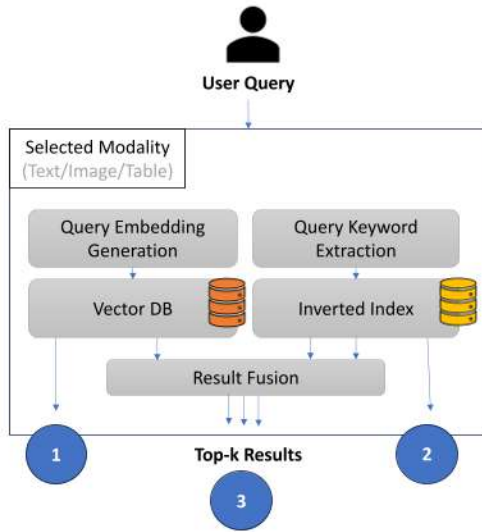 User Query
Selected Modality
(Text/Image/Table)
Query Embedding
Generation
Query Keyword
Extraction
Vector DB
Inverted Index
Result Fusion
1
Top-k Results
2
3